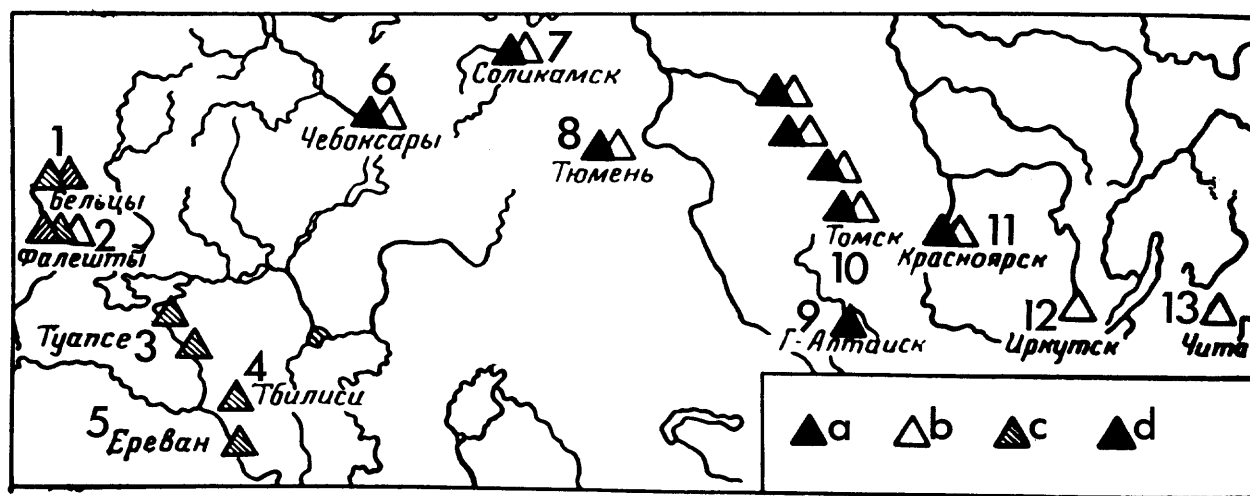 7
Соликамск
6
Чебоксары
8
Тюмень
1
Бельцы
2
Фалешты
Томск
10
11
Красноярск
Туапсе 3
9
Г-Алтайск
12
Иркутск
13
Чита
4
Тбилиси
5 Ереван
a b c d